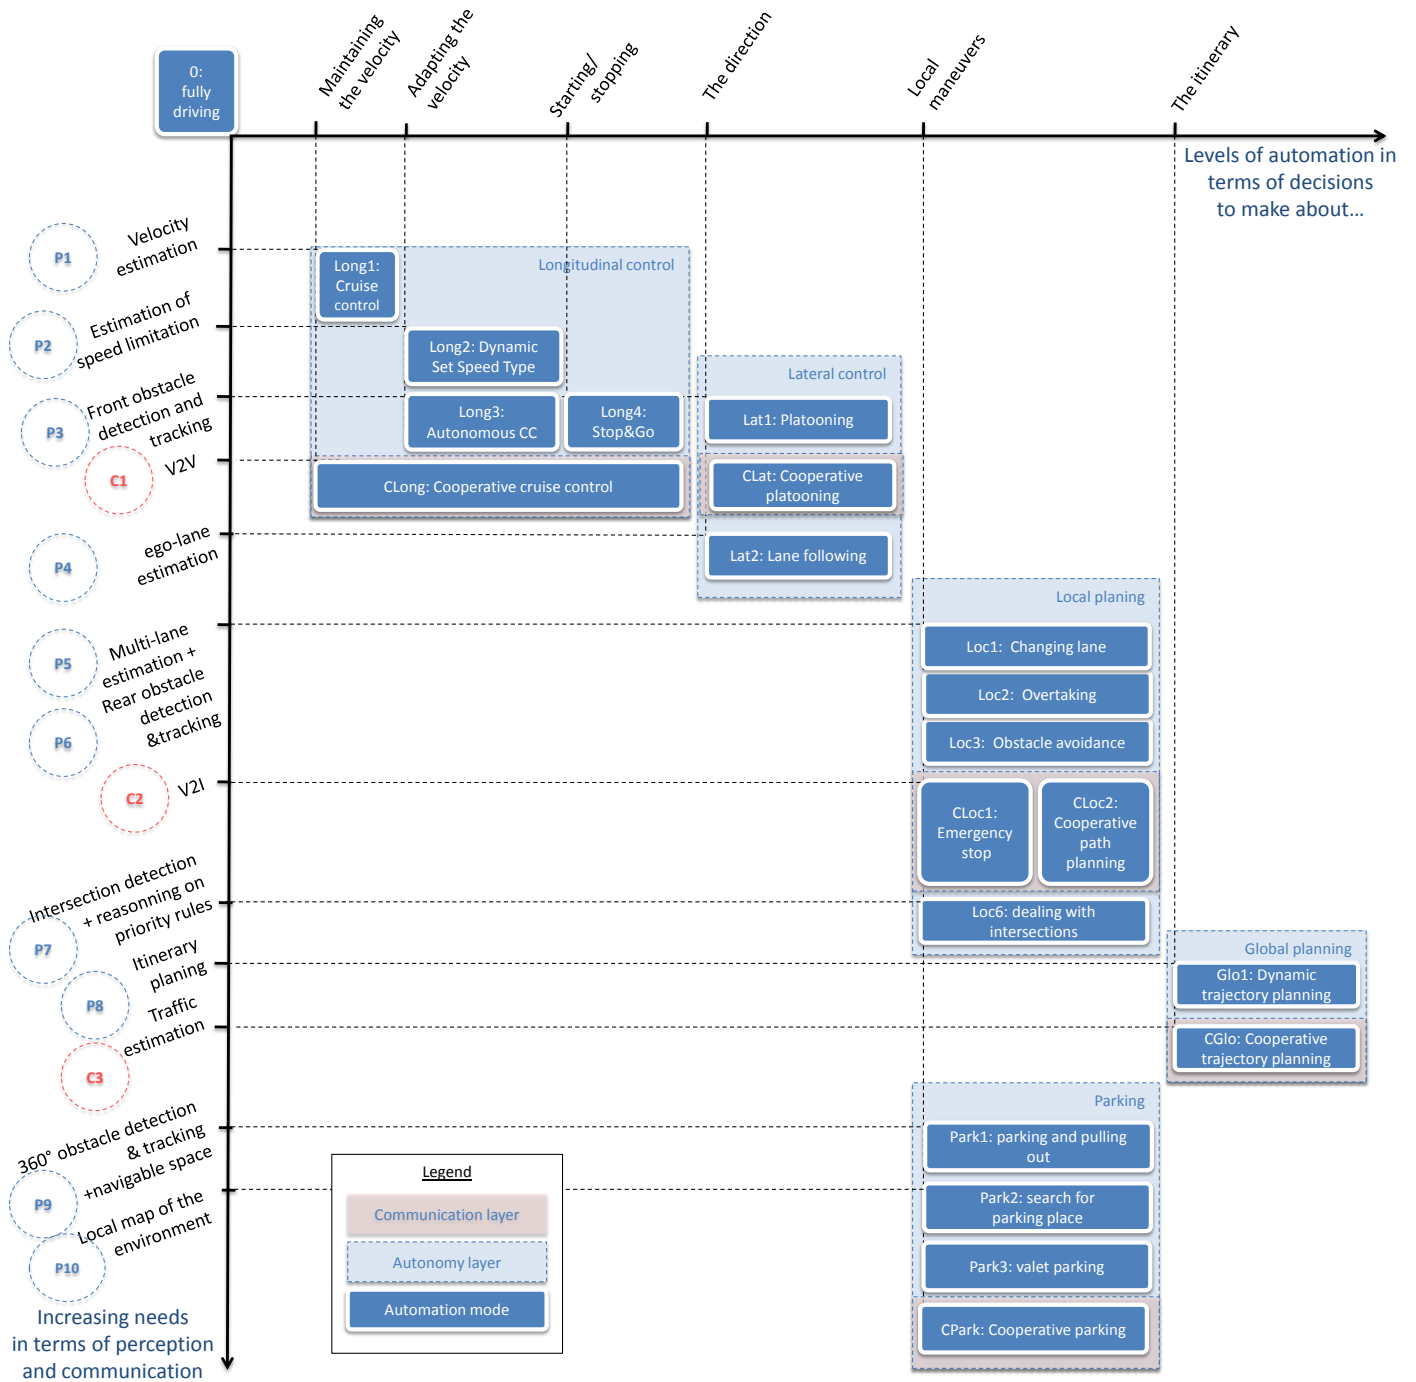 0:
fully
driving
Maintaining
the velocity
Adapting the
velocity
Starting/
stopping
The direction
Local
maneuvers
The itinerary
Levels of automation in
terms of decisions
to make about...
P1
Velocity
estimation
P2
Estimation of
speed limitation
P3
Front obstacle
detection and
tracking
C1
V2V
P4
ego-lane
estimation
P5
Multi-lane
estimation +
P6
Rear obstacle
detection
&tracking
C2
V2I
P7
Intersection detection
+ reasonning on
priority rules
P8
Itinerary
planing
C3
Traffic
estimation
P9
360° obstacle detection
& tracking
+navigable space
P10
Local map of the
environment
Increasing needs
in terms of perception
and communication
Longitudinal control
Long1:
Cruise
control
Long2: Dynamic
Set Speed Type
Long3:
Autonomous CC
Long4:
Stop&Go
CLong: Cooperative cruise control
Lateral control
Lat1: Platooning
CLat: Cooperative
platooning
Lat2: Lane following
Local planing
Loc1: Changing lane
Loc2: Overtaking
Loc3: Obstacle avoidance
CLoc1:
Emergency
stop
CLoc2:
Cooperative
path
planning
Loc6: dealing with
intersections
Global planning
Glo1: Dynamic
trajectory planning
CGlo: Cooperative
trajectory planning
Parking
Park1: parking and pulling
out
Park2: search for
parking place
Park3: valet parking
CPark: Cooperative parking
Legend
Communication layer
Autonomy layer
Automation mode